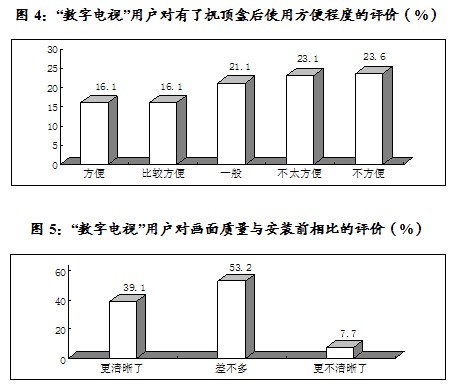 图 4：“数字电视”用户对有了机顶盒后使用方便程度的评价（%）
30
25
20
15
10
5
0
16.1
16.1
21.1
23.1
23.6
方便
比较方便
一般
不太方便
不方便
图 5：“数字电视”用户对画面质量与安装前相比的评价（%）
60
40
20
0
39.1
53.2
7.7
更清晰了
差不多
更不清晰了